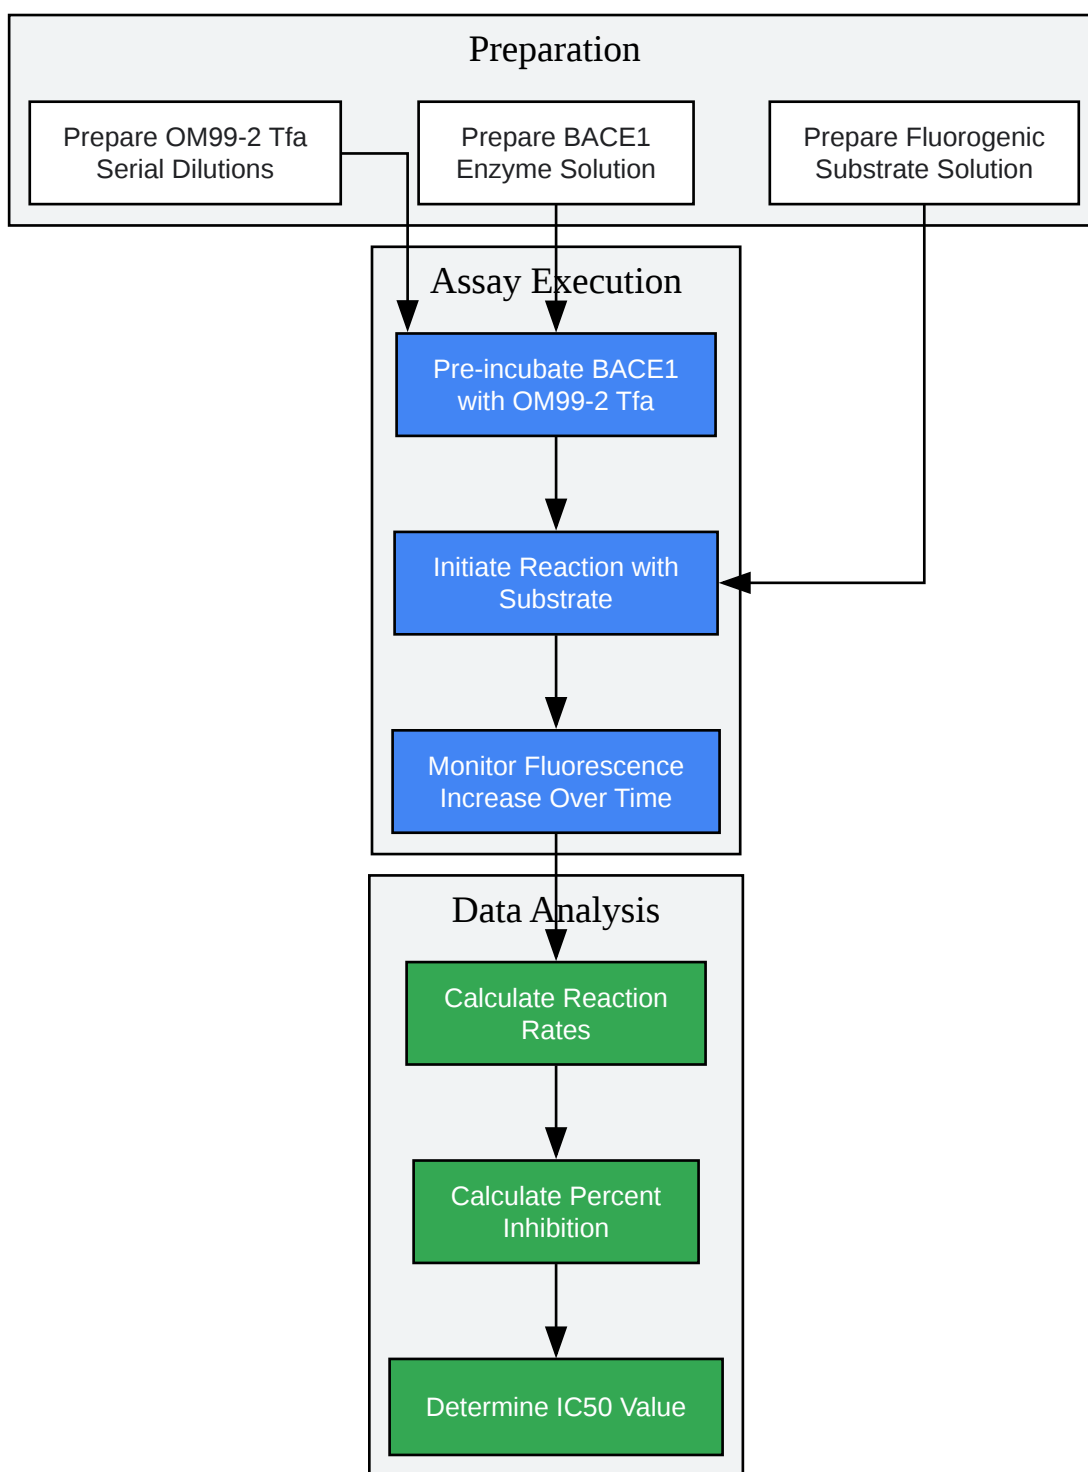 Preparation
Prepare OM99-2 Tfa
Serial Dilutions
Prepare BACE1
Enzyme Solution
Prepare Fluorogenic
Substrate Solution
Assay Execution
Pre-incubate BACE1
with OM99-2 Tfa
Initiate Reaction with
Substrate
Monitor Fluorescence
Increase Over Time
Data Analysis
Calculate Reaction
Rates
Calculate Percent
Inhibition
Determine IC50 Value